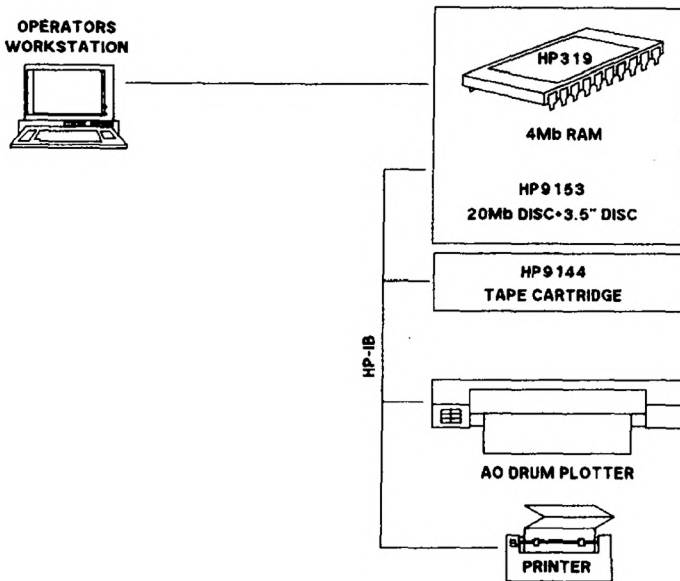 OPERATORS
WORKSTATION
HP319
4Mb RAM
HP9153
20Mb DISC+3.5" DISC
HP9144
TAPE CARTRIDGE
HP-IB
AO DRUM PLOTTER
PRINTER